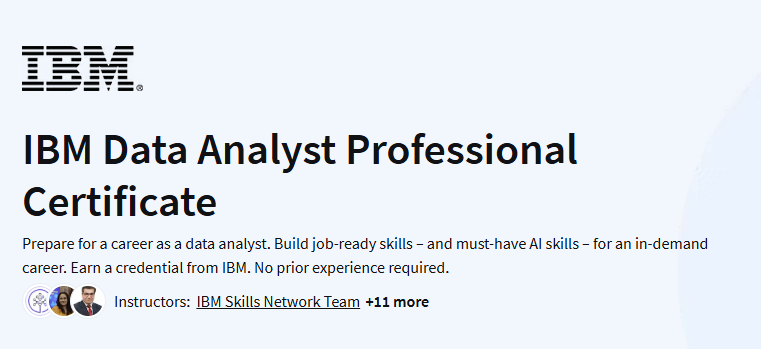 IBM®
IBM Data Analyst Professional
Certificate
Prepare for a career as a data analyst. Build job-ready skills – and must-have AI skills – for an in-demand
career. Earn a credential from IBM. No prior experience required.
Instructors: IBM Skills Network Team +11 more